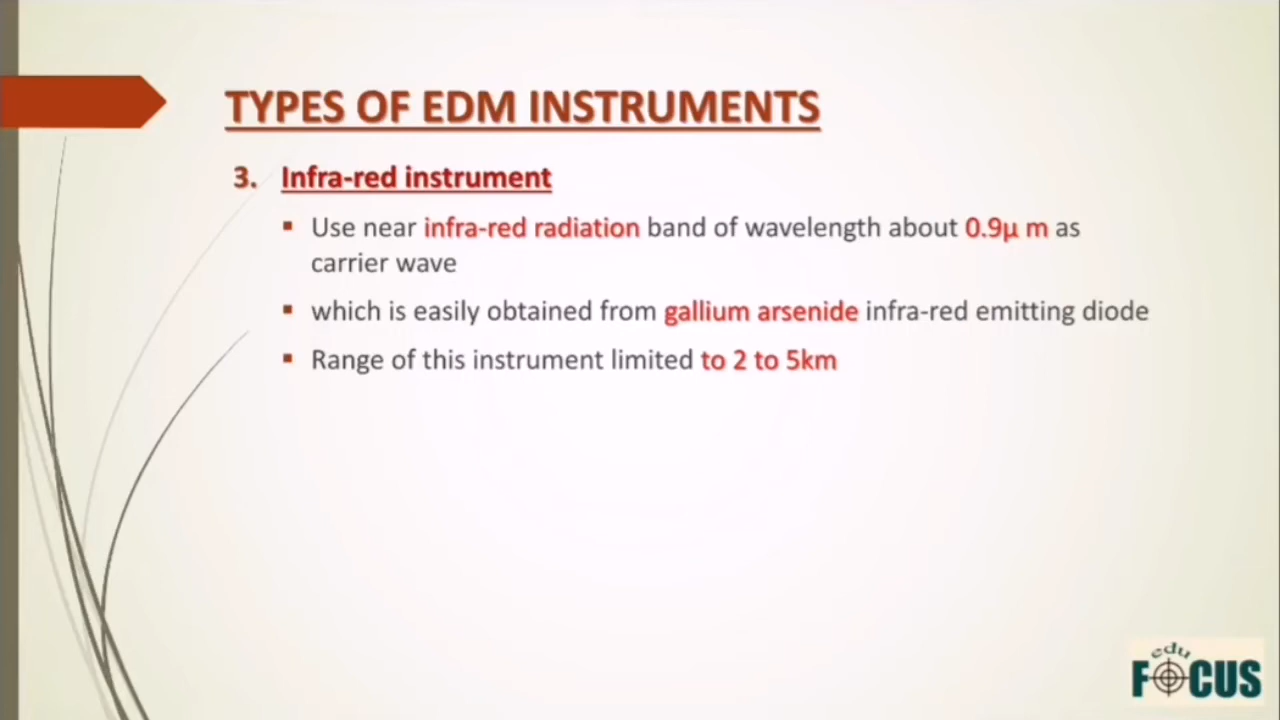 TYPES OF EDM INSTRUMENTS
3. Infra-red instrument
▪ Use near infra-red radiation band of wavelength about 0.9µ m as
carrier wave
▪ which is easily obtained from gallium arsenide infra-red emitting diode
▪ Range of this instrument limited to 2 to 5km
edu
FOCUS